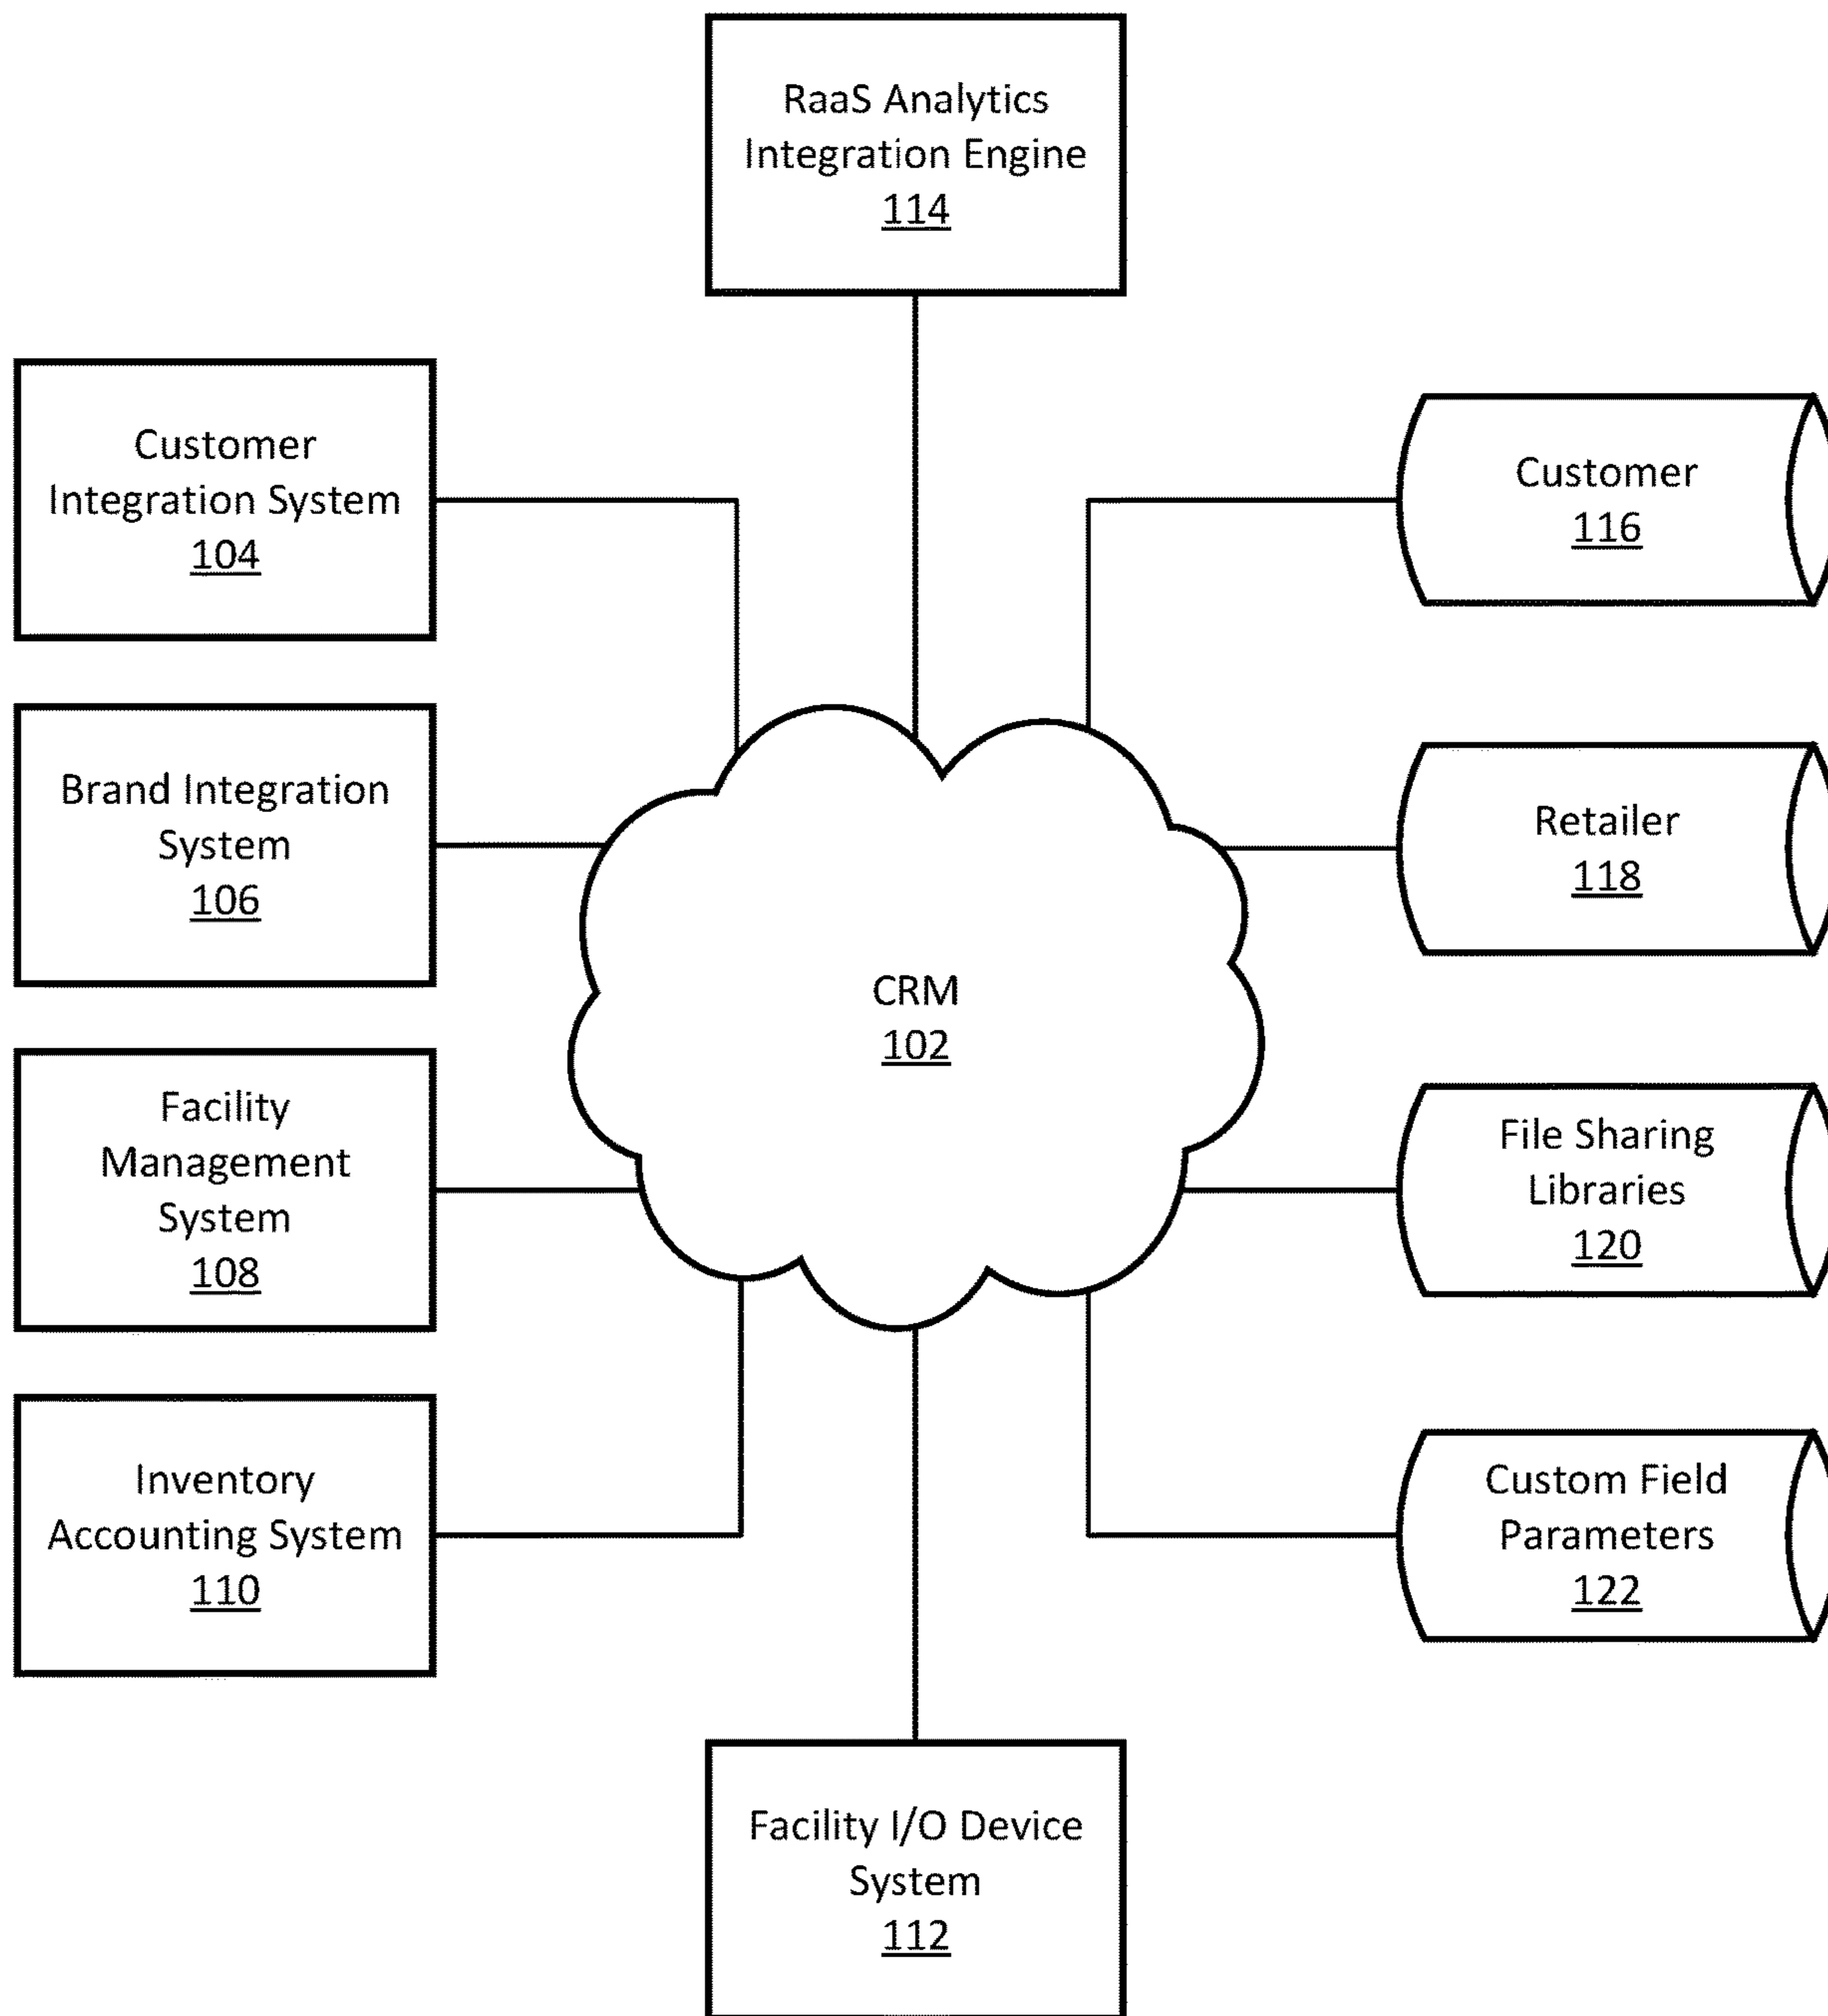 RaaS Analytics
Integration Engine
114
Customer
Integration System
104
Customer
116
Brand Integration
System
106
Retailer
118
CRM
102
Facility
Management
System
108
File Sharing
Libraries
120
Inventory
Accounting System
110
Custom Field
Parameters
122
Facility I/O Device
System
112